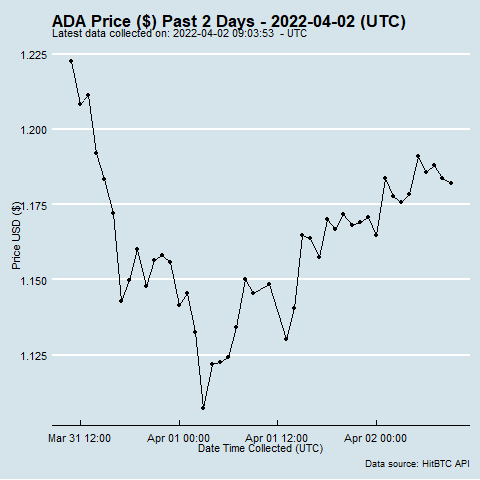 ADA Price ($) Past 2 Days - 2022-04-02 (UTC)
Latest data collected on: 2022-04-02 09:03:53 - UTC
1.225
1.200
1.175
1.150
1.125
Price USD ($)
Mar 31 12:00 Apr 01 00:00 Apr 01 12:00 Apr 02 00:00
Date Time Collected (UTC)
Data source: HitBTC API